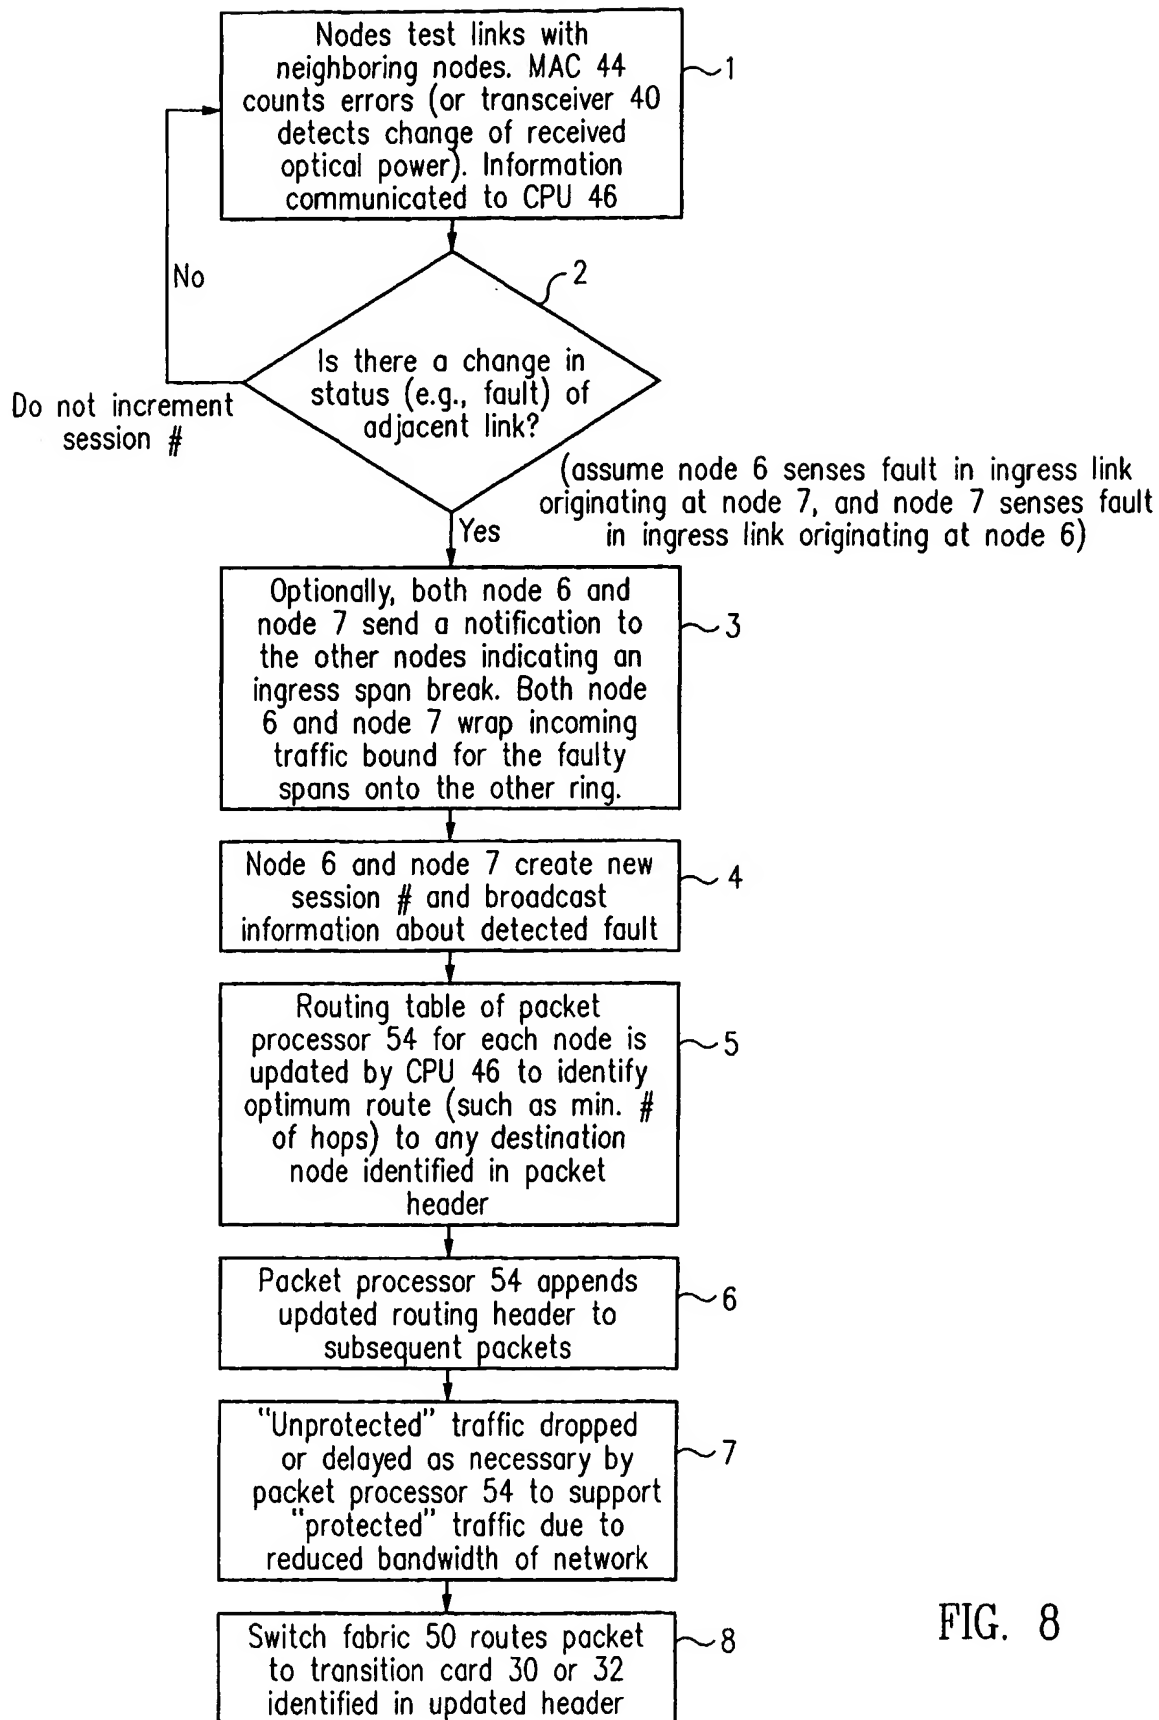 Nodes test links with
neighboring nodes. MAC 44
counts errors (or transceiver 40
detects change of received
optical power). Information
communicated to CPU 46
1
No
2
Is there a change in
status (e.g., fault) of
adjacent link?
Do not increment
session #
(assume node 6 senses fault in ingress link
originating at node 7, and node 7 senses fault
in ingress link originating at node 6)
Yes
Optionally, both node 6 and
node 7 send a notification to
the other nodes indicating an
ingress span break. Both node
6 and node 7 wrap incoming
traffic bound for the faulty
spans onto the other ring.
3
Node 6 and node 7 create new
session # and broadcast
information about detected fault
4
Routing table of packet
processor 54 for each node is
updated by CPU 46 to identify
optimum route (such as min. #
of hops) to any destination
node identified in packet
header
5
Packet processor 54 appends
updated routing header to
subsequent packets
6
"Unprotected" traffic dropped
or delayed as necessary by
packet processor 54 to support
"protected" traffic due to
reduced bandwidth of network
7
Switch fabric 50 routes packet
to transition card 30 or 32
identified in updated header
8
FIG. 8